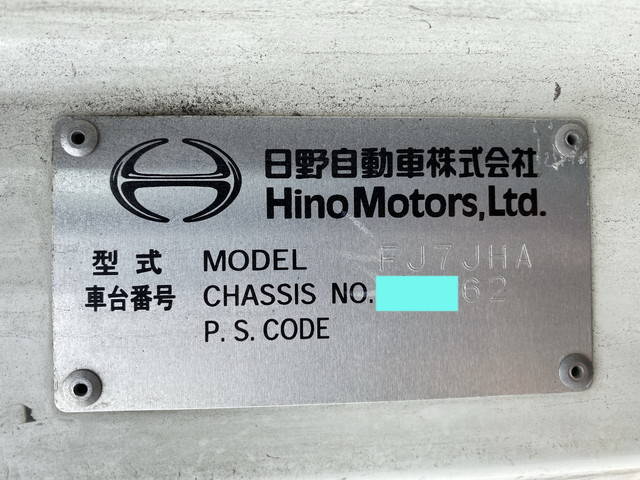 日野自動車株式会社
Hino Motors, Ltd.
型式 MODEL FJ7JHA
車台番号 CHASSIS NO. 62
P.S.CODE